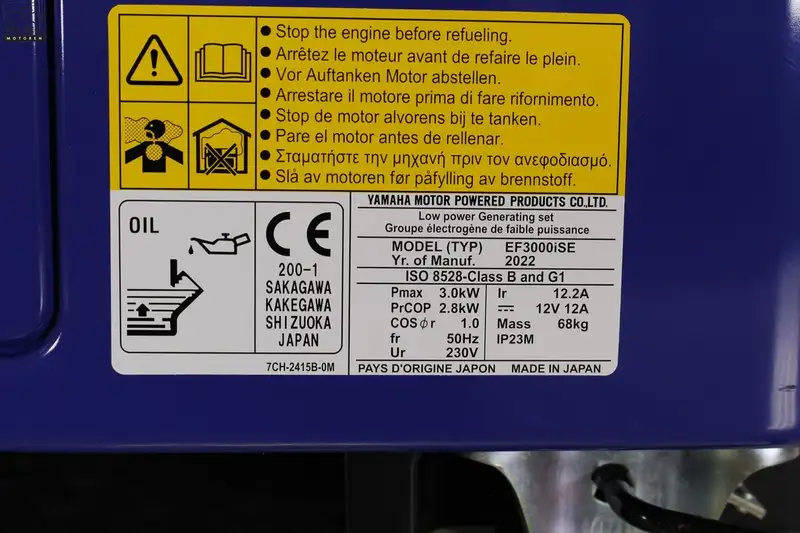 MOTOREN
● Stop the engine before refueling.
● Arrêtez le moteur avant de refaire le plein.
● Vor Auftanken Motor abstellen.
● Arrestare il motore prima di fare rifornimento.
● Stop de motor alvorens bij te tanken.
● Pare el motor antes de rellenar.
● Σταματήστε την μηχανή πριν τον ανεφοδιασμό.
● Slå av motoren før påfylling av brennstoff.
OIL
CE
200-1
SAKAGAWA
KAKEGAWA
SHIZUOKA
JAPAN
7CH-2415B-0M
YAMAHA MOTOR POWERED PRODUCTS CO.,LTD.
Low power Generating set
Groupe électrogène de faible puissance
MODEL (TYP) EF3000iSE
Yr. of Manuf. 2022
ISO 8528-Class B and G1
Pmax 3.0kW Ir 12.2A
PrCOP 2.8kW ⎓ 12V 12A
COSϕr 1.0 Mass 68kg
fr 50Hz IP23M
Ur 230V
PAYS D'ORIGINE JAPON MADE IN JAPAN